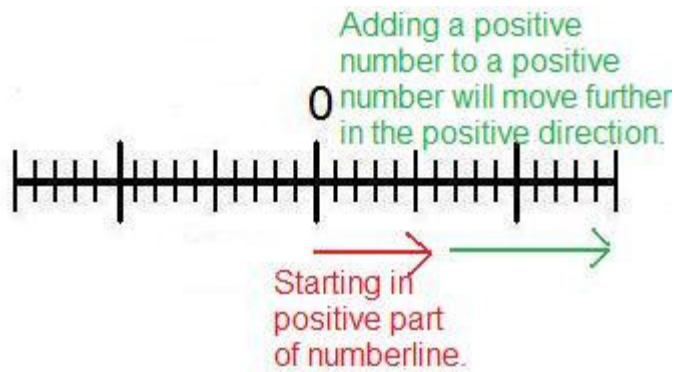 Adding a positive
number to a positive
0 number will move further
in the positive direction.
Starting in
positive part
of numberline.